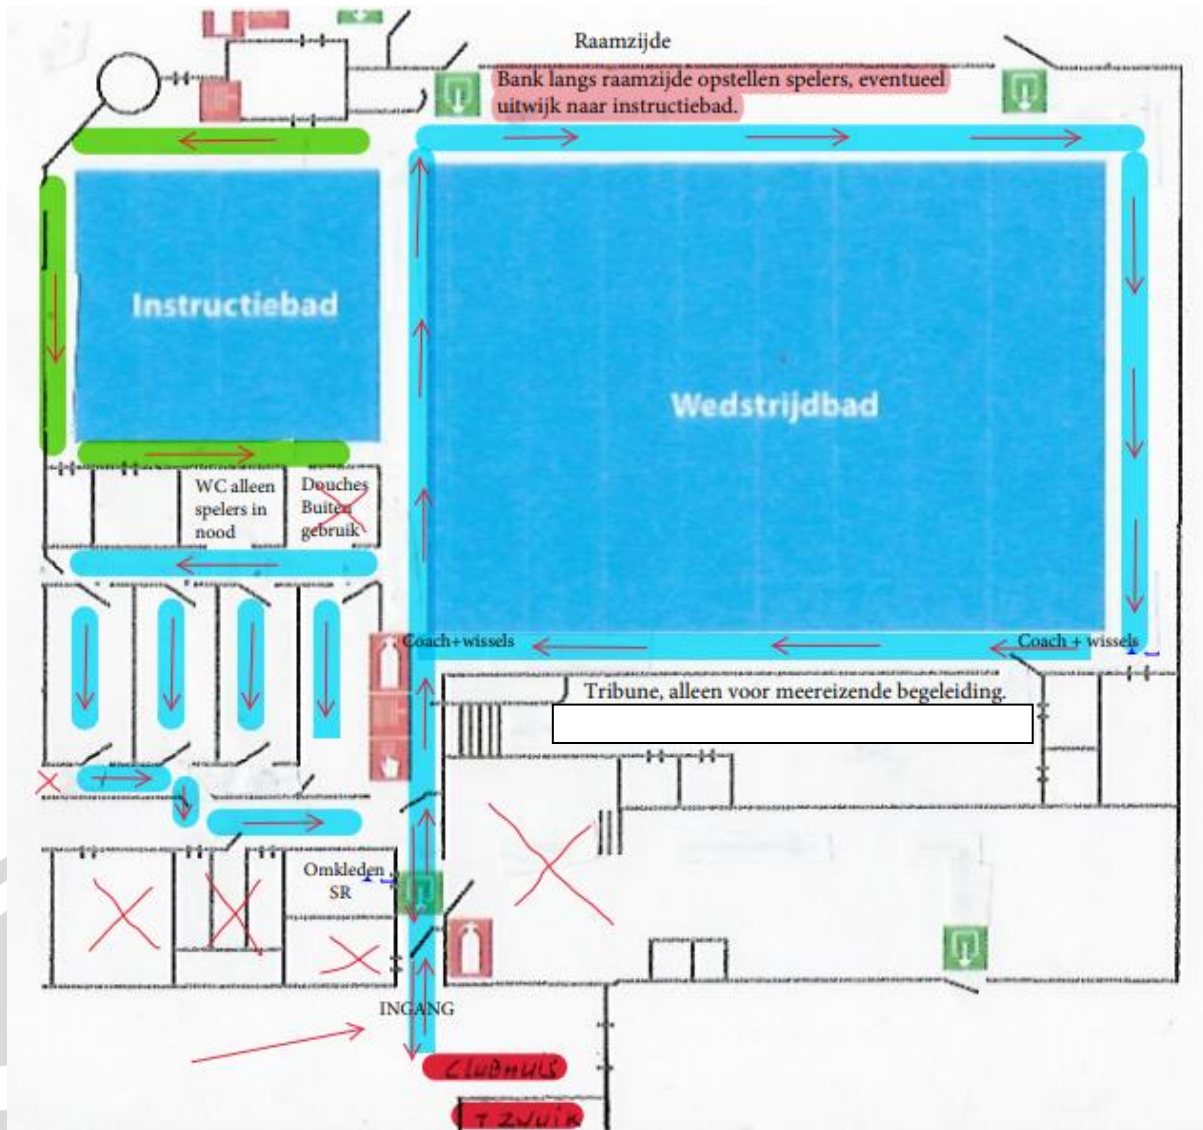 Raamzijde
Bank langs raamzijde opstellen spelers, eventueel
uitwijk naar instructiebad.
Instructiebad
Wedstrijdbad
WC alleen
spelers in
nood
Douches
Buiten
gebruik
Coach+wissels
Coach + wissels
Tribune, alleen voor meereizende begeleiding.
Omkleden
SR
INGANG
CLUBHUIS
T ZWUIK